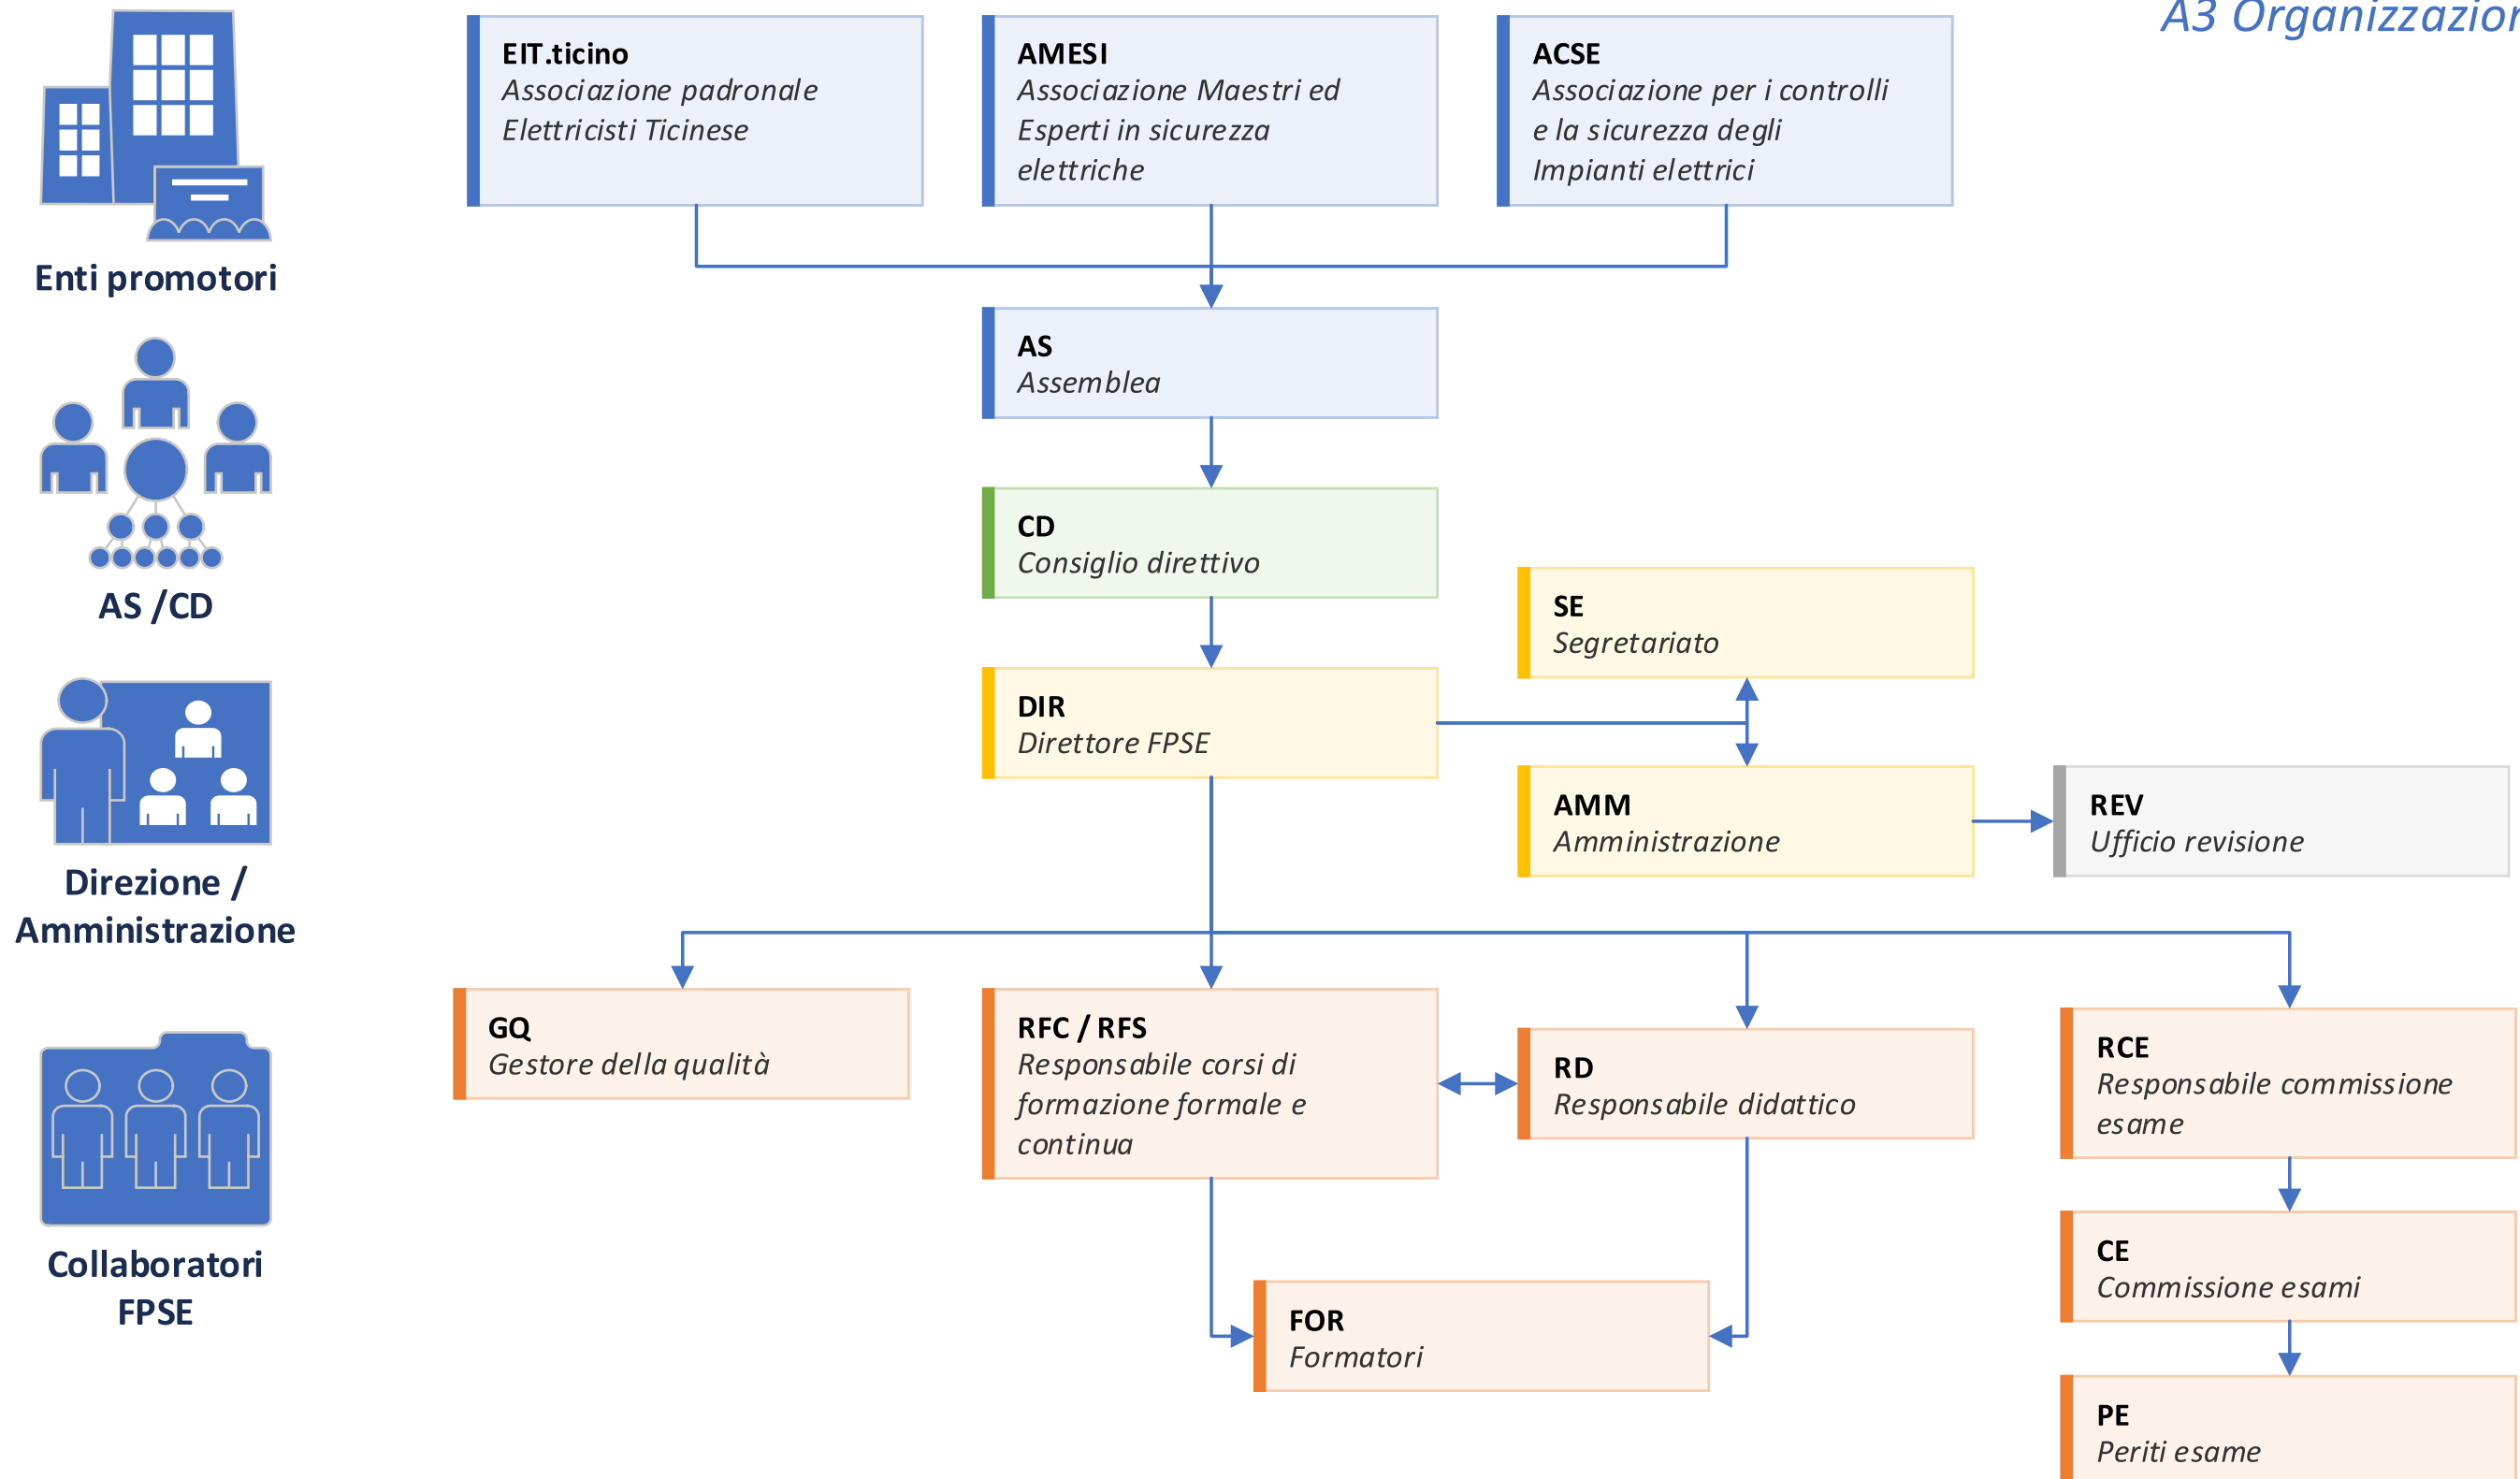 A3 Organizzazion
EIT.ticino
Associazione padronale
Elettricisti Ticinese
AMESI
Associazione Maestri ed
Esperti in sicurezza
elettriche
ACSE
Associazione per i controlli
e la sicurezza degli
Impianti elettrici
Enti promotori
AS
Assemblea
CD
Consiglio direttivo
AS /CD
SE
Segretariato
DIR
Direttore FPSE
AMM
Amministrazione
REV
Ufficio revisione
Direzione /
Amministrazione
GQ
Gestore della qualità
RFC / RFS
Responsabile corsi di
formazione formale e
continua
RD
Responsabile didattico
RCE
Responsabile commissione
esame
Collaboratori
FPSE
CE
Commissione esami
FOR
Formatori
PE
Periti esame